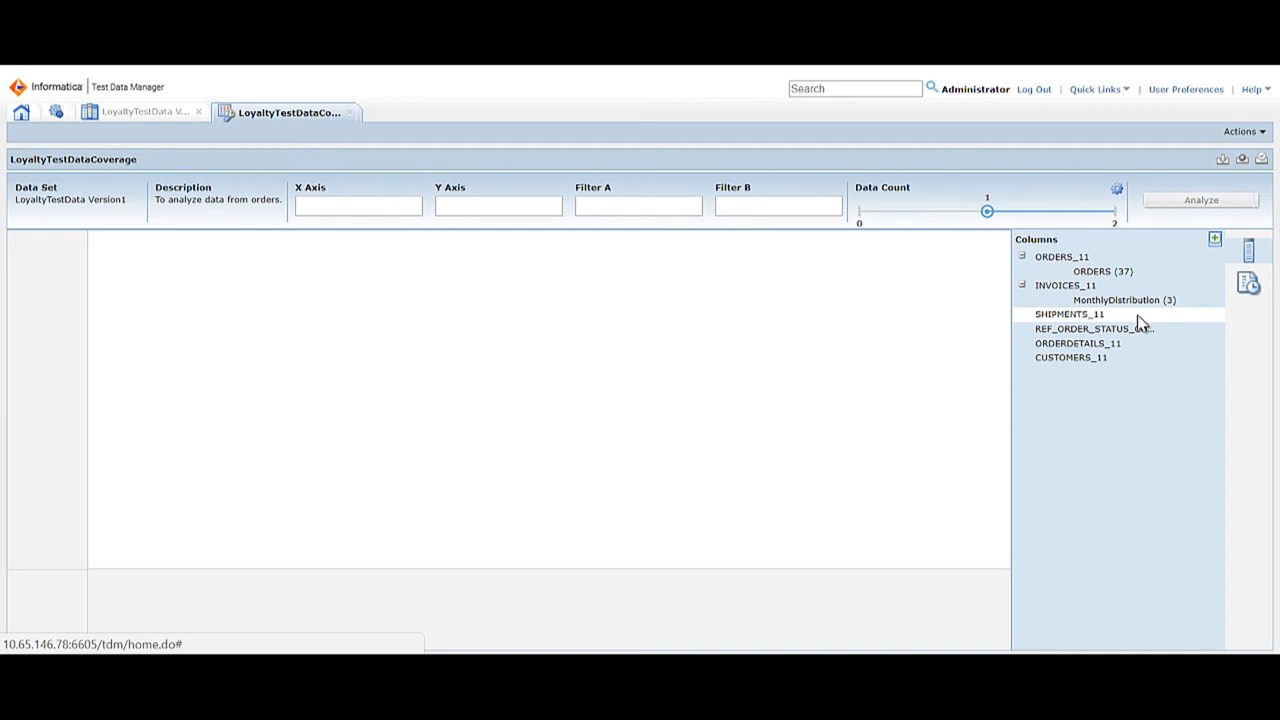 Informatica | Test Data Manager
Search
Administrator Log Out | Quick Links | User Preferences | Help
LoyaltyTestData V...
LoyaltyTestDataCo...
Actions
LoyaltyTestDataCoverage
Data Set
LoyaltyTestData Version1
Description
To analyze data from orders.
X Axis
Y Axis
Filter A
Filter B
Data Count
1
0
2
Analyze
Columns
ORDERS_11
ORDERS (37)
INVOICES_11
MonthlyDistribution (3)
SHIPMENTS_11
REF_ORDER_STATUS_
ORDERDETAILS_11
CUSTOMERS_11
10.65.146.78:6605/tdm/home.do#